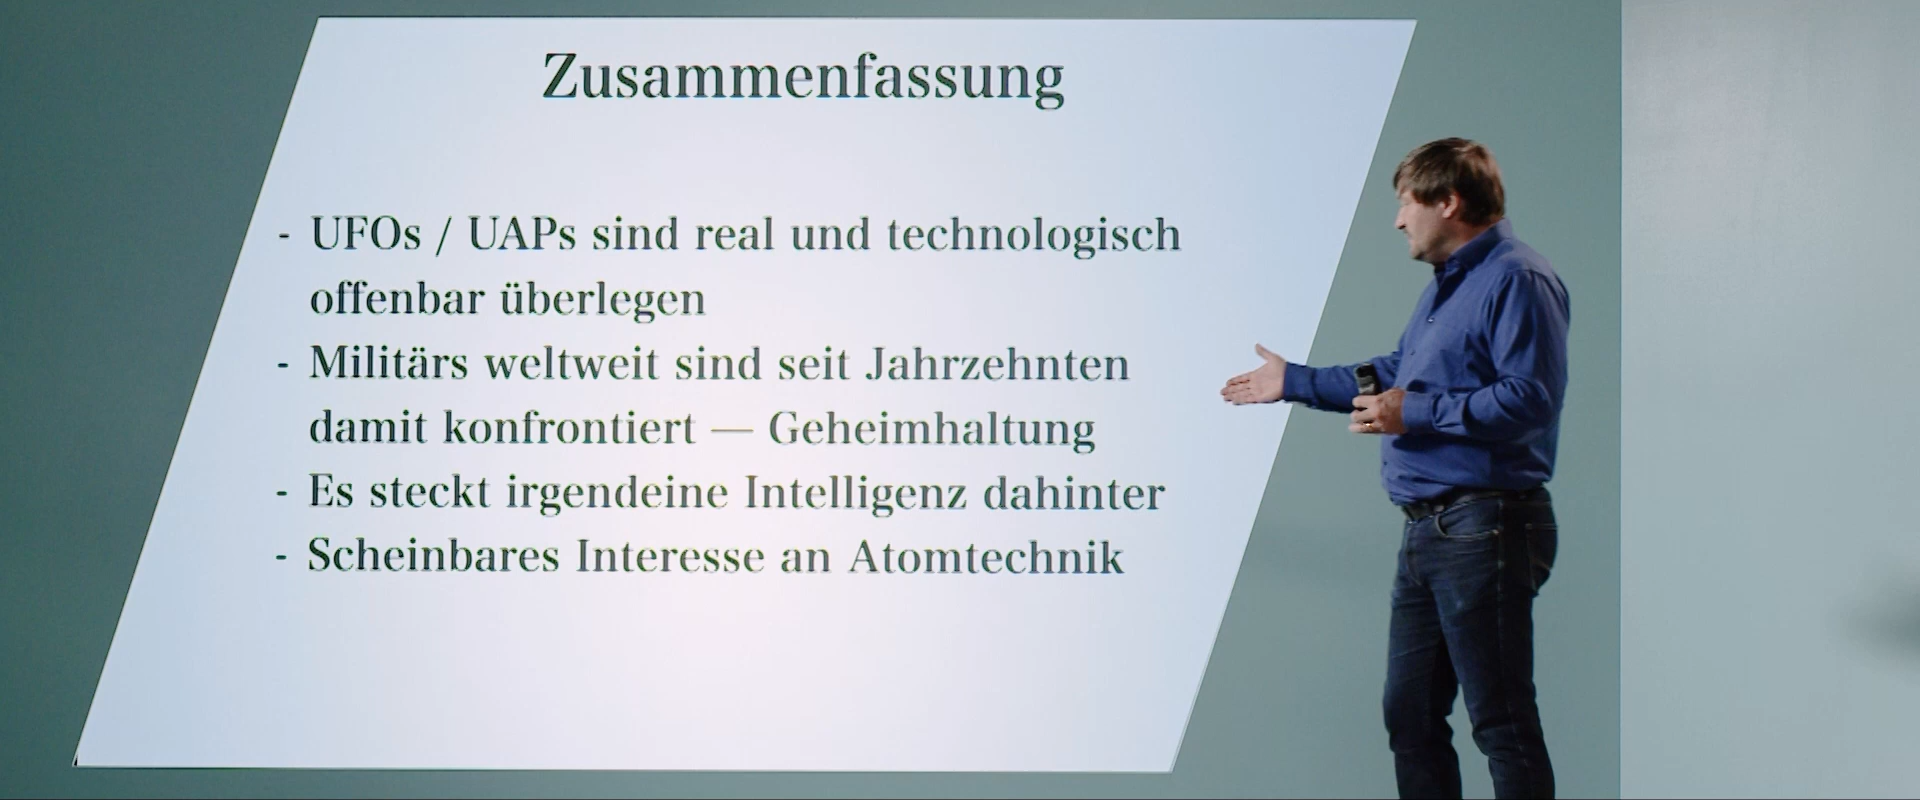 Zusammenfassung
- UFOs / UAPs sind real und technologisch
offenbar überlegen
- Militärs weltweit sind seit Jahrzehnten
damit konfrontiert — Geheimhaltung
- Es steckt irgendeine Intelligenz dahinter
- Scheinbares Interesse an Atomtechnik